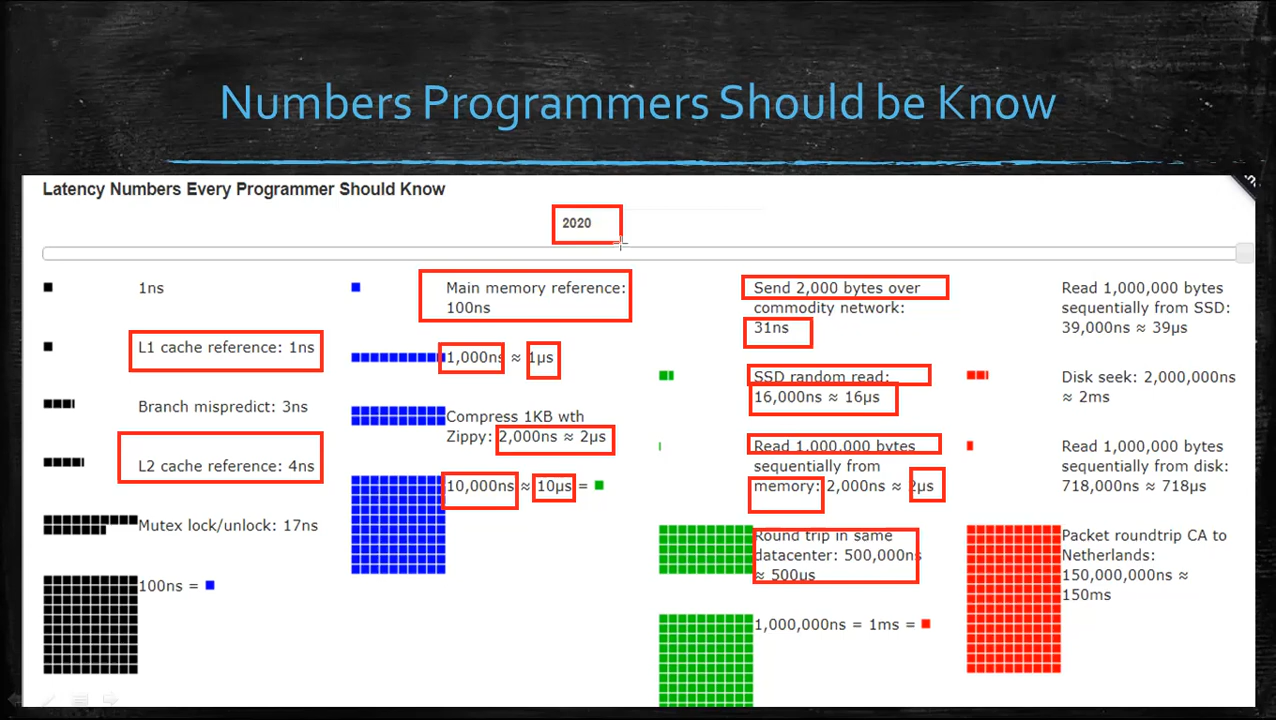 Numbers Programmers Should be Know
Latency Numbers Every Programmer Should Know
2020
1ns
L1 cache reference: 1ns
Branch mispredict: 3ns
L2 cache reference: 4ns
Mutex lock/unlock: 17ns
100ns =
Main memory reference:
100ns
1,000ns ≈ 1µs
Compress 1KB wth
Zippy: 2,000ns ≈ 2µs
10,000ns ≈ 10µs =
Send 2,000 bytes over
commodity network:
31ns
SSD random read:
16,000ns ≈ 16µs
Read 1,000,000 bytes
sequentially from
memory: 2,000ns ≈ 2µs
Round trip in same
datacenter: 500,000ns
≈ 500µs
1,000,000ns = 1ms =
Read 1,000,000 bytes
sequentially from SSD:
39,000ns ≈ 39µs
Disk seek: 2,000,000ns
≈ 2ms
Read 1,000,000 bytes
sequentially from disk:
718,000ns ≈ 718µs
Packet roundtrip CA to
Netherlands:
150,000,000ns ≈
150ms